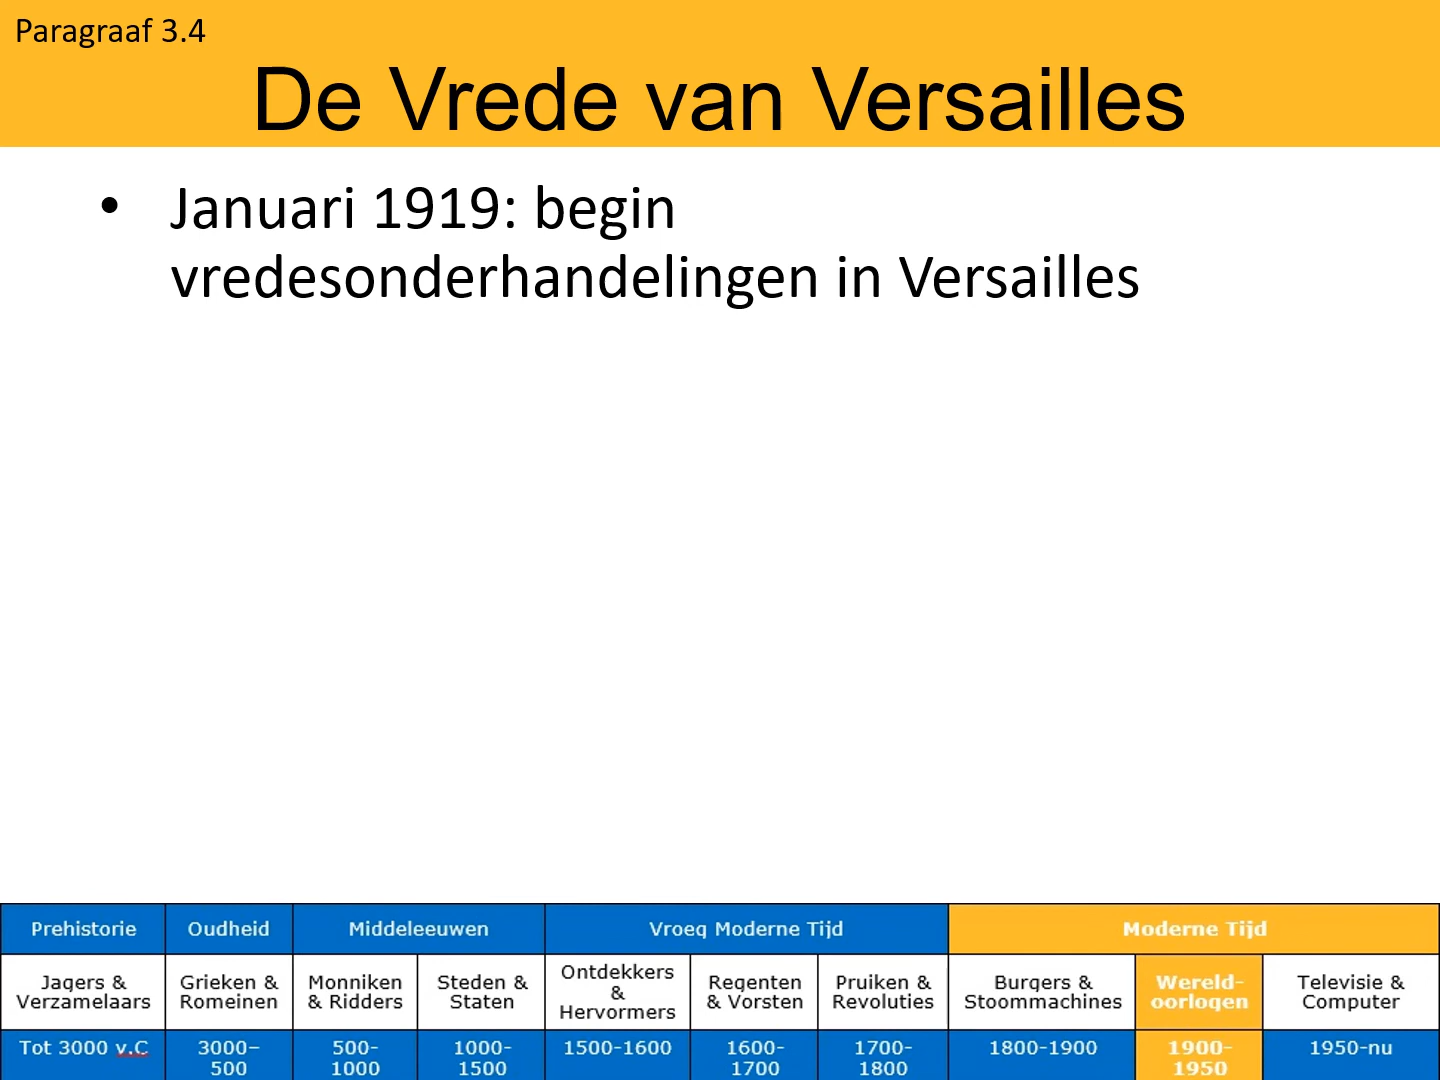 Paragraaf 3.4
De Vrede van Versailles
• Januari 1919: begin
vredesonderhandelingen in Versailles
Prehistorie Oudheid Middeleeuwen Vroeg Moderne Tijd Moderne Tijd
Jagers & Verzamelaars Grieken & Romeinen Monniken & Ridders Steden & Staten Ontdekkers & Hervormers Regenten & Vorsten Pruiken & Revoluties Burgers & Stoommachines Wereld-oorlogen Televisie & Computer
Tot 3000 v.C 3000–500 500-1000 1000-1500 1500-1600 1600-1700 1700-1800 1800-1900 1900-1950 1950-nu